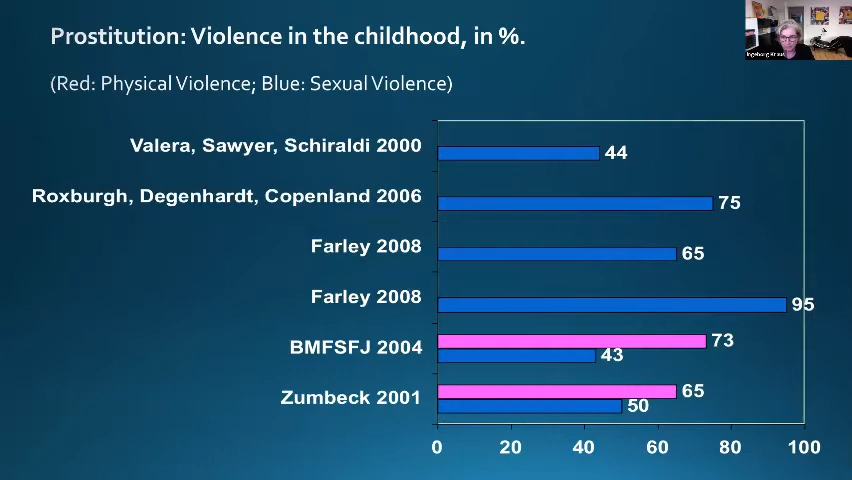 Prostitution: Violence in the childhood, in %.
(Red: Physical Violence; Blue: Sexual Violence)
Ingeborg Kraus
Valera, Sawyer, Schiraldi 2000
44
Roxburgh, Degenhardt, Copenland 2006
75
Farley 2008
65
Farley 2008
95
BMFSFJ 2004
73
43
Zumbeck 2001
65
50
0 20 40 60 80 100